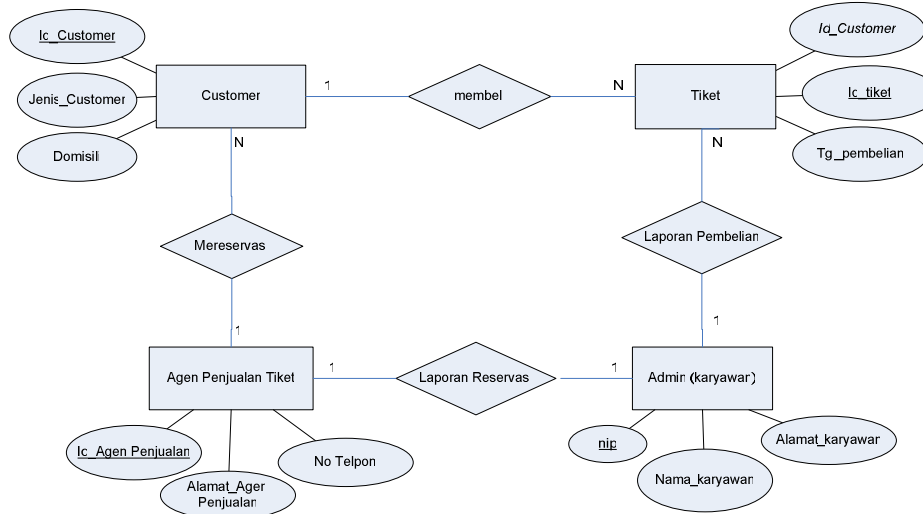 Id_Customer
Id_Customer
1
N
Customer
membeli
Tiket
Id_tiket
Jenis_Customer
Domisili
Tgl_pembelian
N
N
Mereservasi
Laporan Pembelian
1
1
1
1
Agen Penjualan Tiket
Laporan Reservasi
Admin (karyawan)
Id_Agen Penjualan
No Telpon
nip
Alamat_karyawan
Alamat_Agen
Penjualan
Nama_karyawan